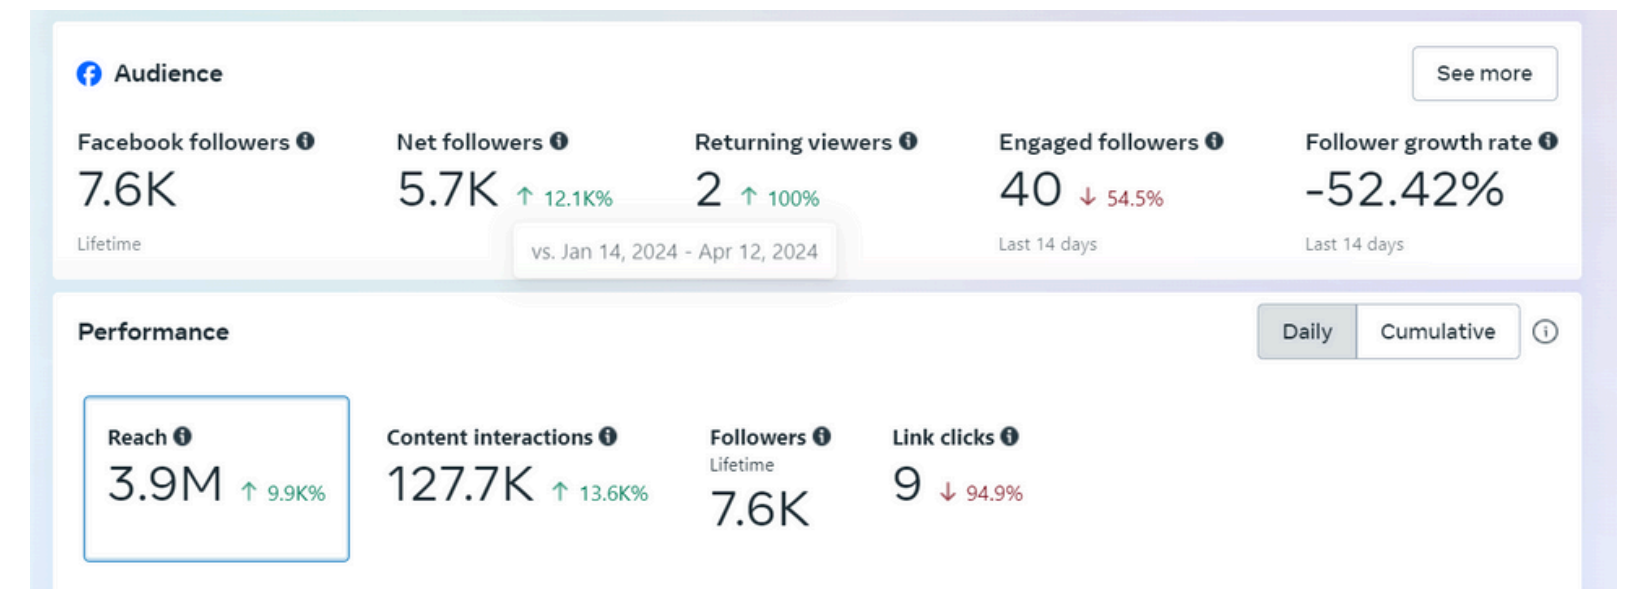 Audience
See more
Facebook followers
7.6K
Lifetime
Net followers
5.7K ↑ 12.1K%
Returning viewers
2 ↑ 100%
vs. Jan 14, 2024 - Apr 12, 2024
Engaged followers
40 ↓ 54.5%
Last 14 days
Follower growth rate
-52.42%
Last 14 days
Performance
Daily
Cumulative
Reach
3.9M ↑ 9.9K%
Content interactions
127.7K ↑ 13.6K%
Followers
Lifetime
7.6K
Link clicks
9 ↓ 94.9%